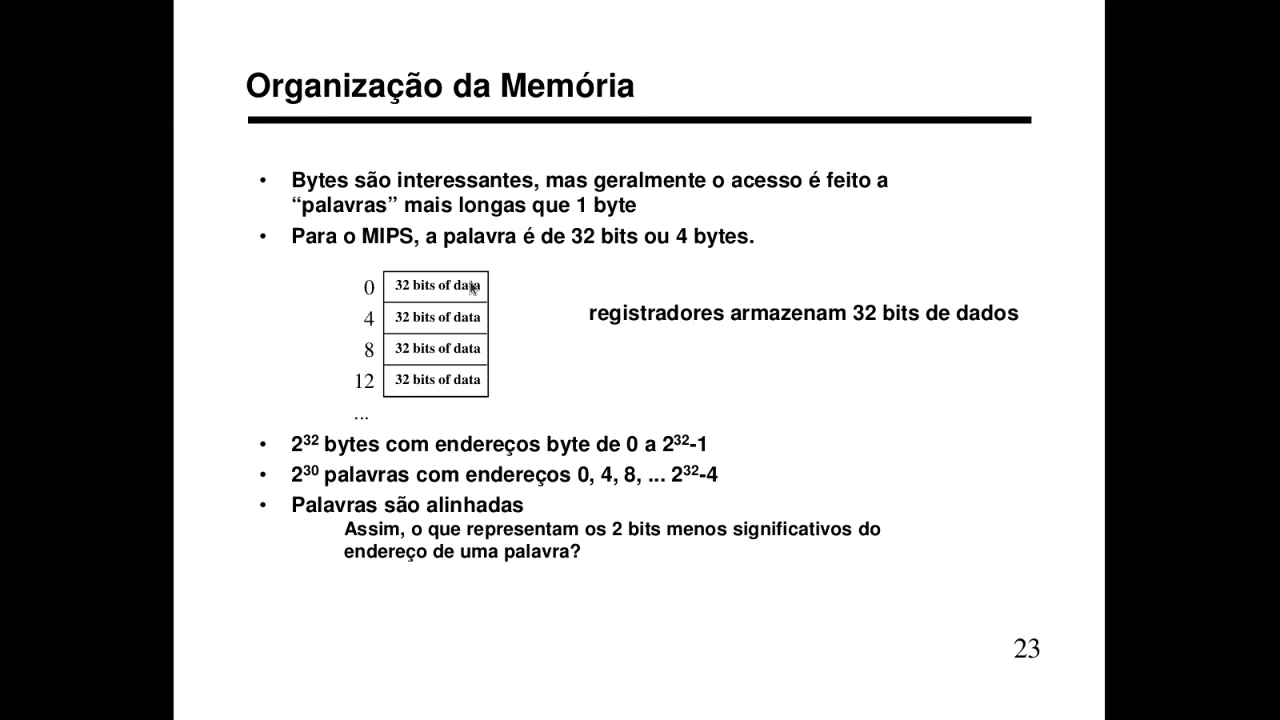 Organização da Memória
• Bytes são interessantes, mas geralmente o acesso é feito a
“palavras” mais longas que 1 byte
• Para o MIPS, a palavra é de 32 bits ou 4 bytes.
0 32 bits of data
4 32 bits of data
8 32 bits of data
12 32 bits of data
...
registradores armazenam 32 bits de dados
• 2³² bytes com endereços byte de 0 a 2³²-1
• 2³⁰ palavras com endereços 0, 4, 8, ... 2³²-4
• Palavras são alinhadas
Assim, o que representam os 2 bits menos significativos do
endereço de uma palavra?
23